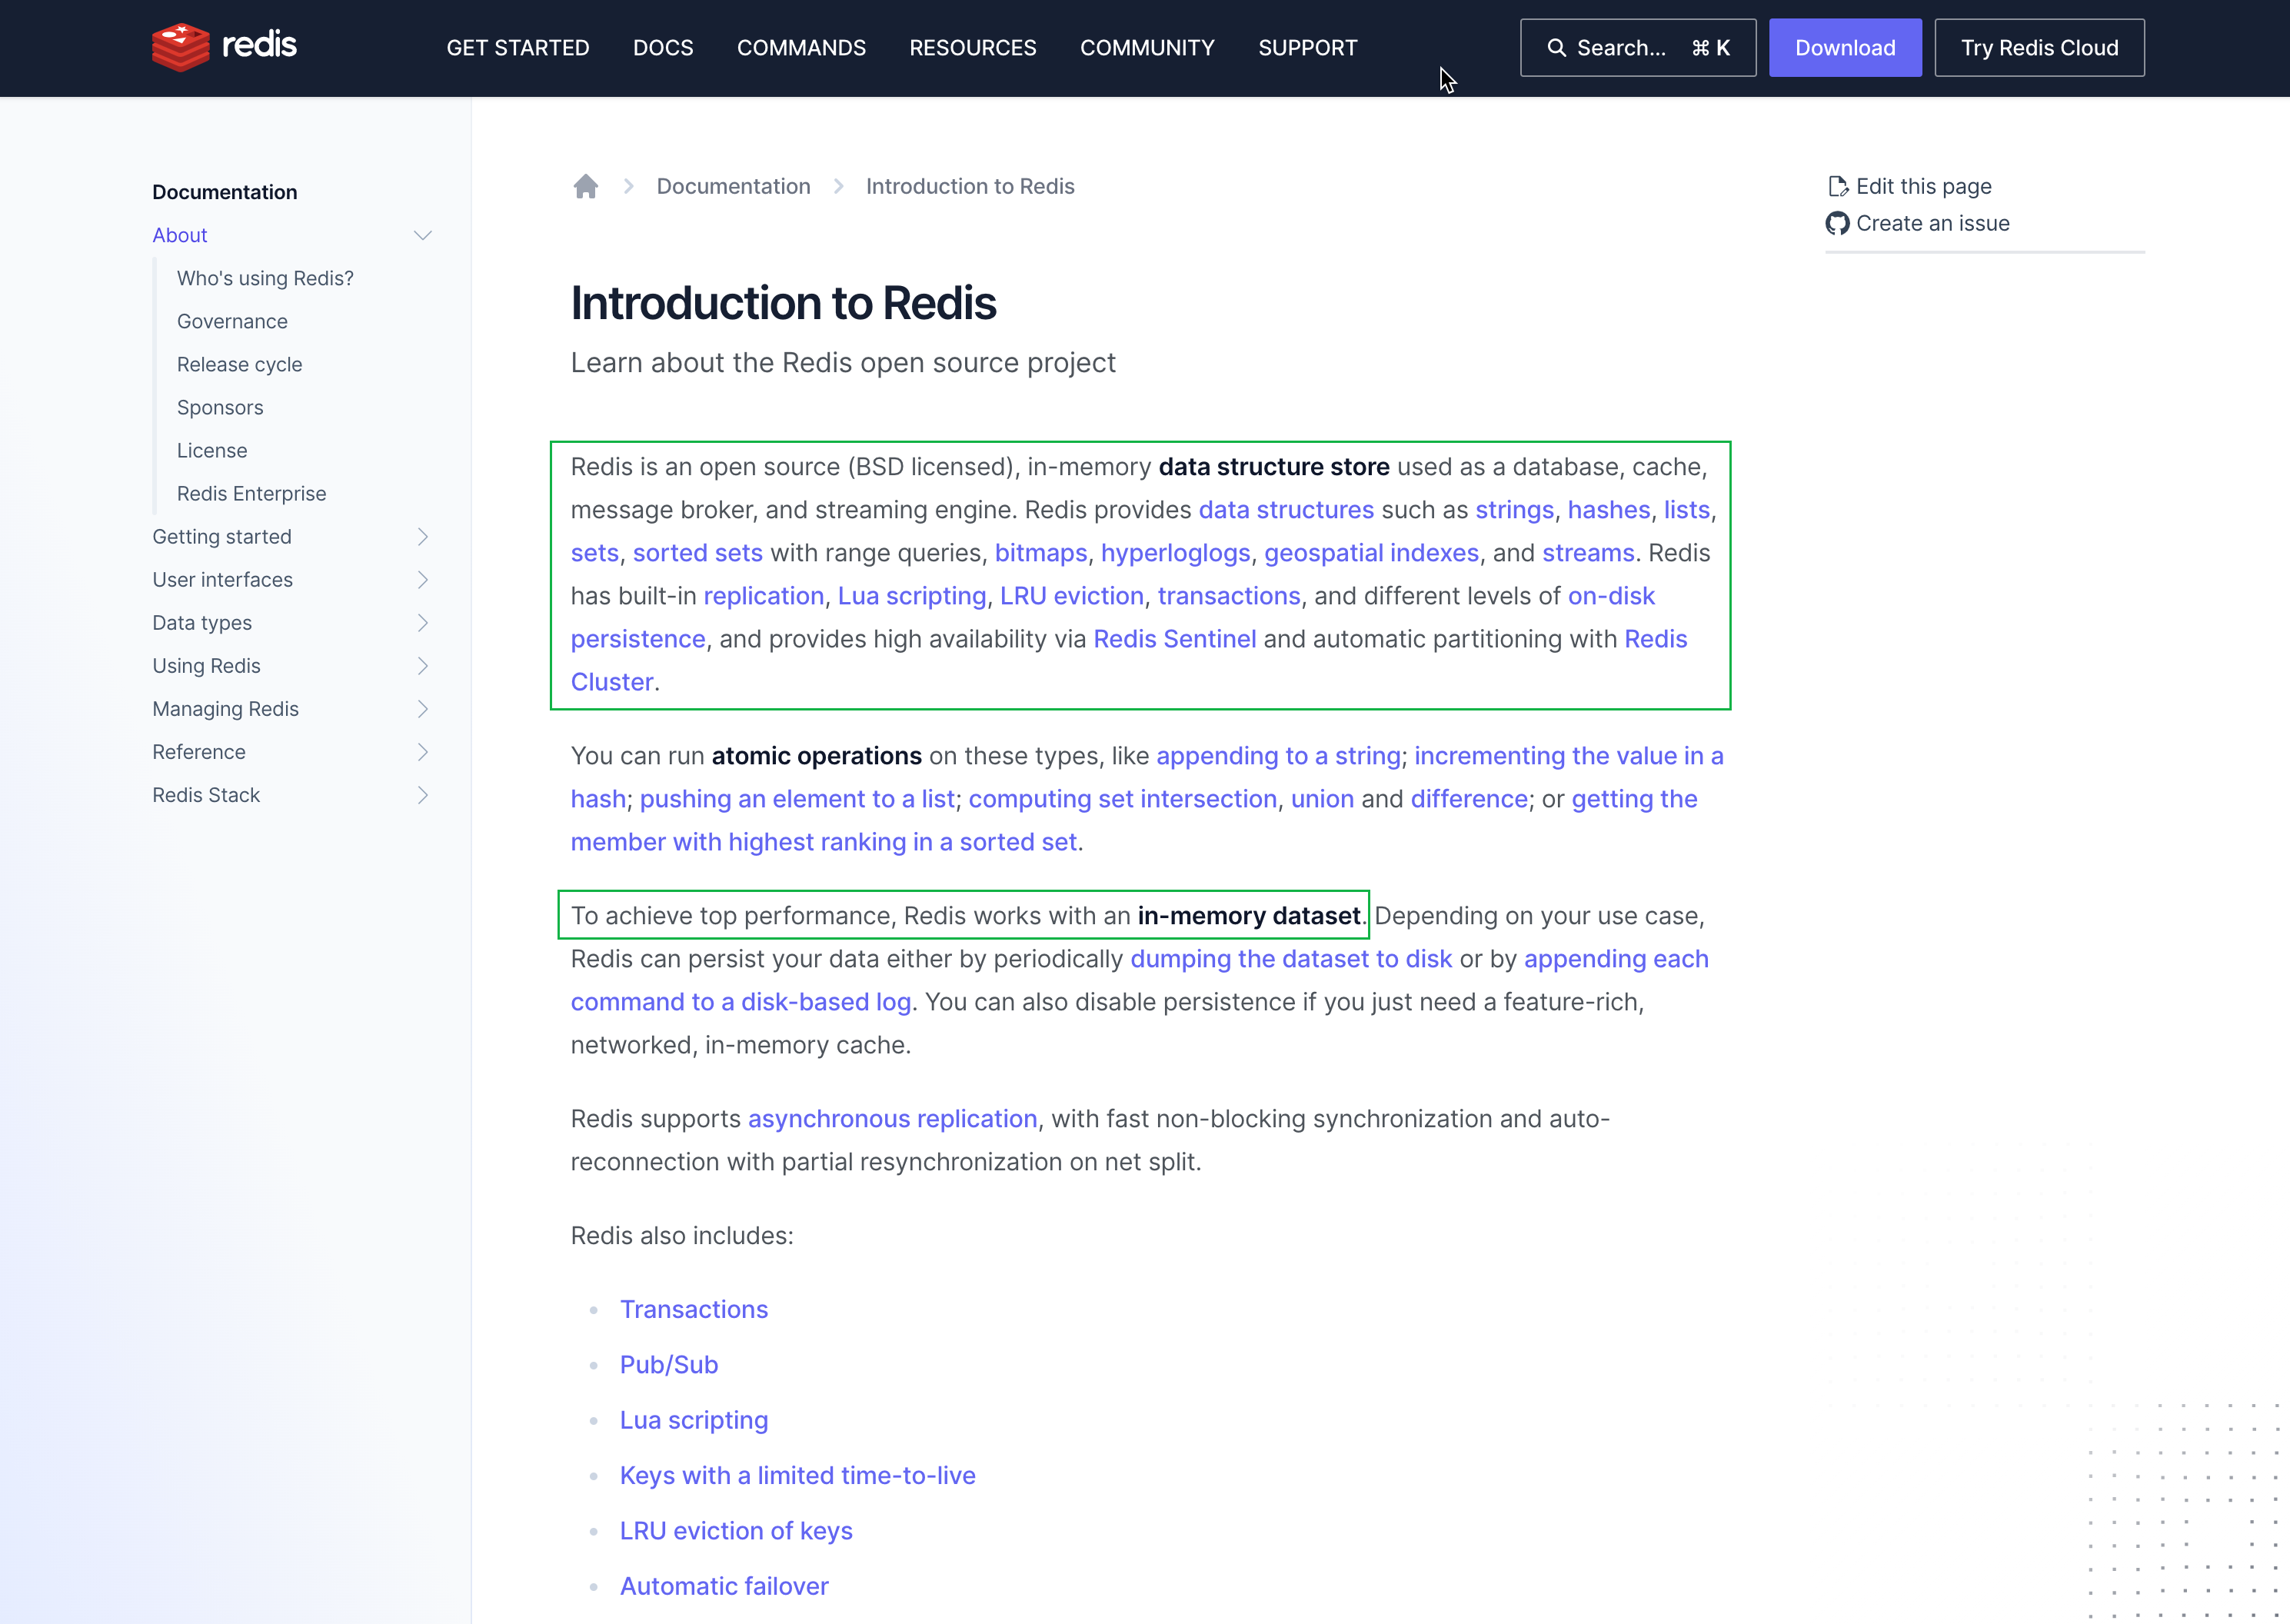 redis
GET STARTED DOCS COMMANDS RESOURCES COMMUNITY SUPPORT Search... ⌘ K Download Try Redis Cloud
Documentation
About
Who's using Redis?
Governance
Release cycle
Sponsors
License
Redis Enterprise
Getting started
User interfaces
Data types
Using Redis
Managing Redis
Reference
Redis Stack
Documentation Introduction to Redis
Introduction to Redis
Learn about the Redis open source project
Redis is an open source (BSD licensed), in-memory data structure store used as a database, cache,
message broker, and streaming engine. Redis provides data structures such as strings, hashes, lists,
sets, sorted sets with range queries, bitmaps, hyperloglogs, geospatial indexes, and streams. Redis
has built-in replication, Lua scripting, LRU eviction, transactions, and different levels of on-disk
persistence, and provides high availability via Redis Sentinel and automatic partitioning with Redis
Cluster.
You can run atomic operations on these types, like appending to a string; incrementing the value in a
hash; pushing an element to a list; computing set intersection, union and difference; or getting the
member with highest ranking in a sorted set.
To achieve top performance, Redis works with an in-memory dataset. Depending on your use case,
Redis can persist your data either by periodically dumping the dataset to disk or by appending each
command to a disk-based log. You can also disable persistence if you just need a feature-rich,
networked, in-memory cache.
Redis supports asynchronous replication, with fast non-blocking synchronization and auto-
reconnection with partial resynchronization on net split.
Redis also includes:
Transactions
Pub/Sub
Lua scripting
Keys with a limited time-to-live
LRU eviction of keys
Automatic failover
Edit this page
Create an issue